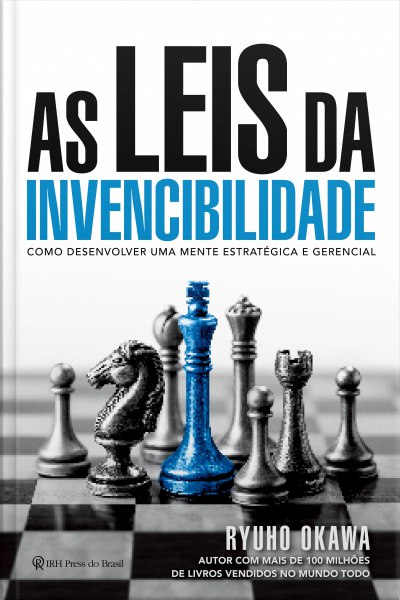 AS LEIS DA
INVENCIBILIDADE
COMO DESENVOLVER UMA MENTE ESTRATÉGICA E GERENCIAL
RYUHO OKAWA
AUTOR COM MAIS DE 100 MILHÕES
DE LIVROS VENDIDOS NO MUNDO TODO
IRH Press do Brasil